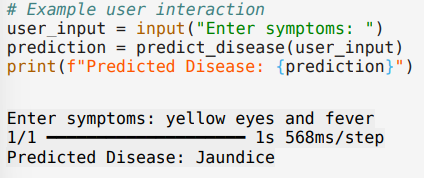 # Example user interaction
user_input = input("Enter symptoms: ")
prediction = predict_disease(user_input)
print(f"Predicted Disease: {prediction}")
Enter symptoms: yellow eyes and fever
1/1 ━━━━━━━━━━━━━━━━━━━━ 1s 568ms/step
Predicted Disease: Jaundice